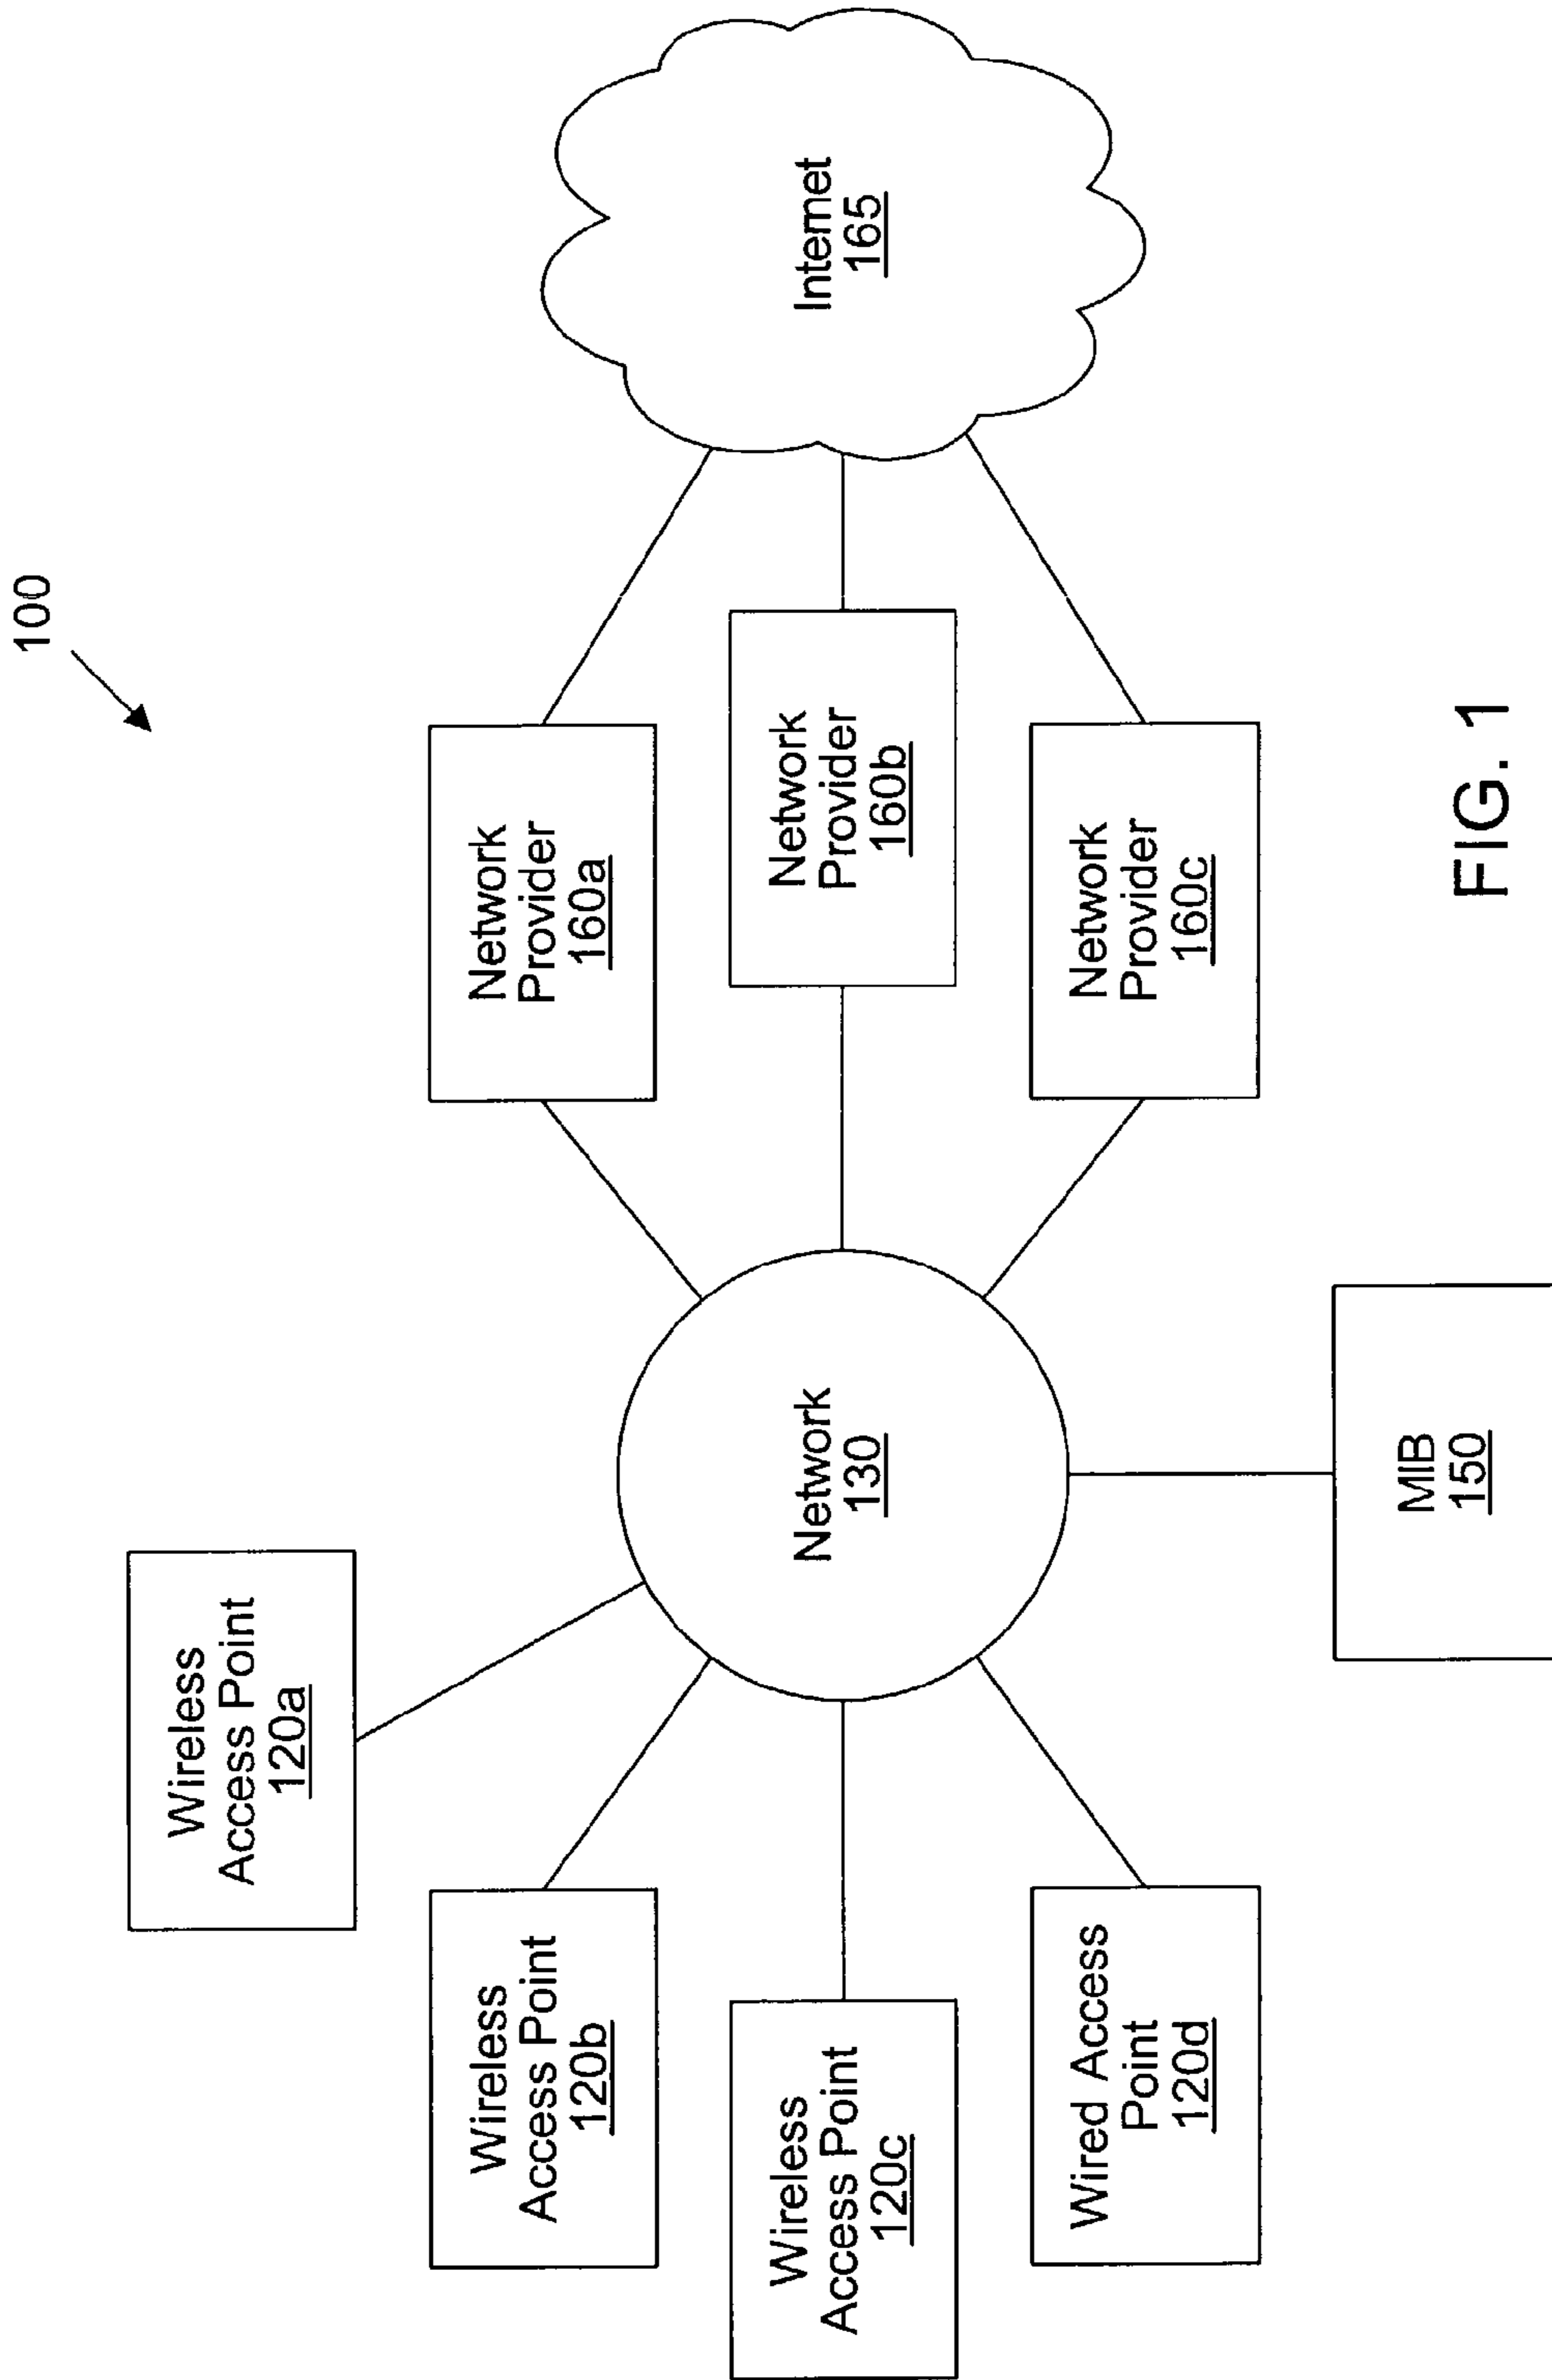 100
Wireless
Access Point
120a
Wireless
Access Point
120b
Wireless
Access Point
120c
Wired Access
Point
120d
Network
130
MIB
150
Network
Provider
160a
Network
Provider
160b
Network
Provider
160c
Internet
165
FIG. 1